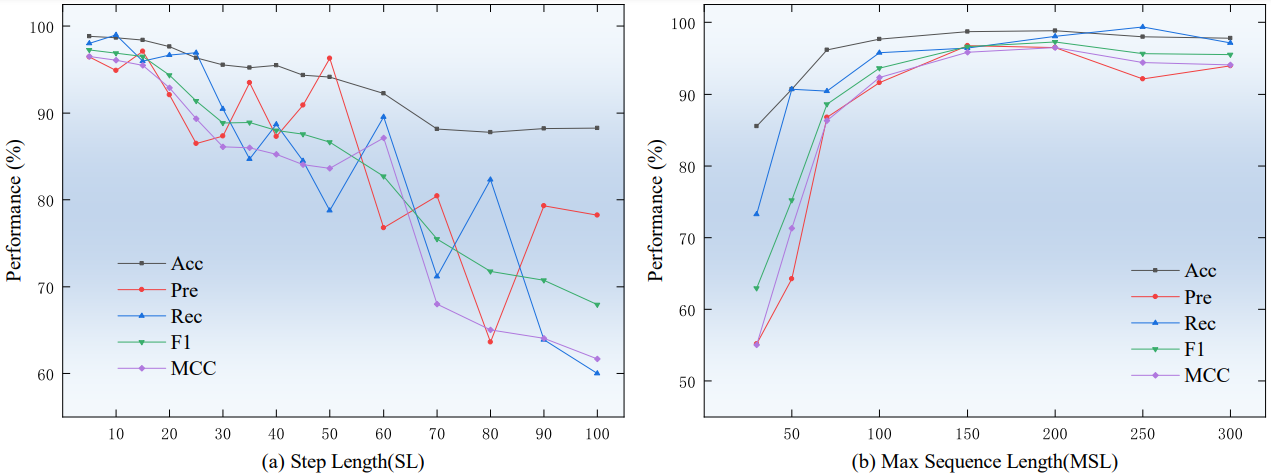 Performance (%)
100
90
80
70
60
Acc
Pre
Rec
F1
MCC
10 20 30 40 50 60 70 80 90 100
(a) Step Length(SL)
Performance (%)
100
90
80
70
60
50
Acc
Pre
Rec
F1
MCC
50 100 150 200 250 300
(b) Max Sequence Length(MSL)